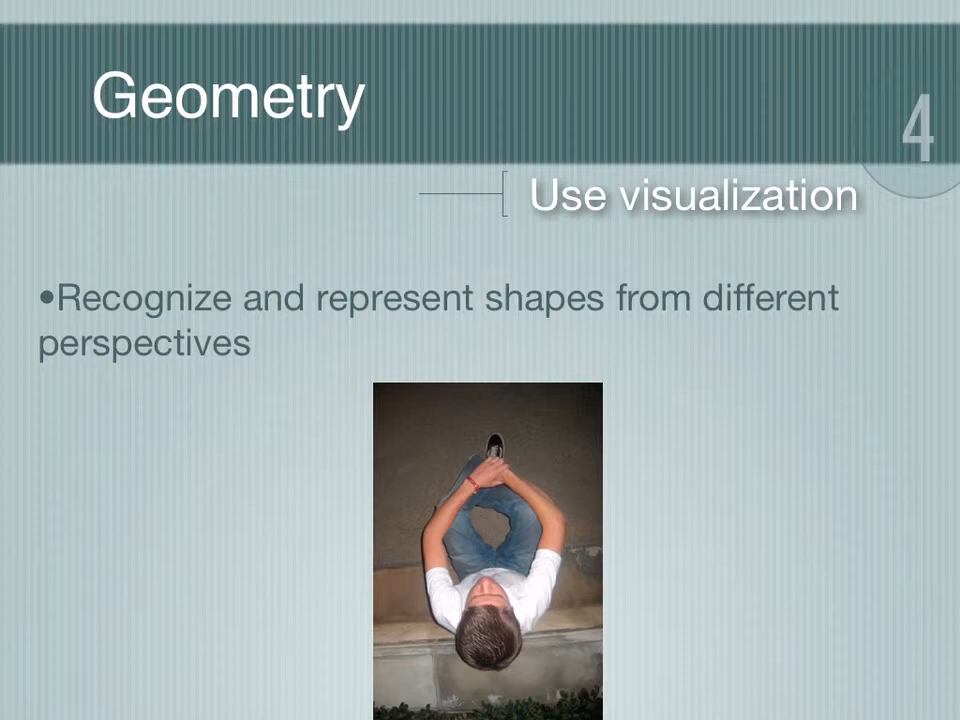 Geometry
4
Use visualization
•Recognize and represent shapes from different
perspectives